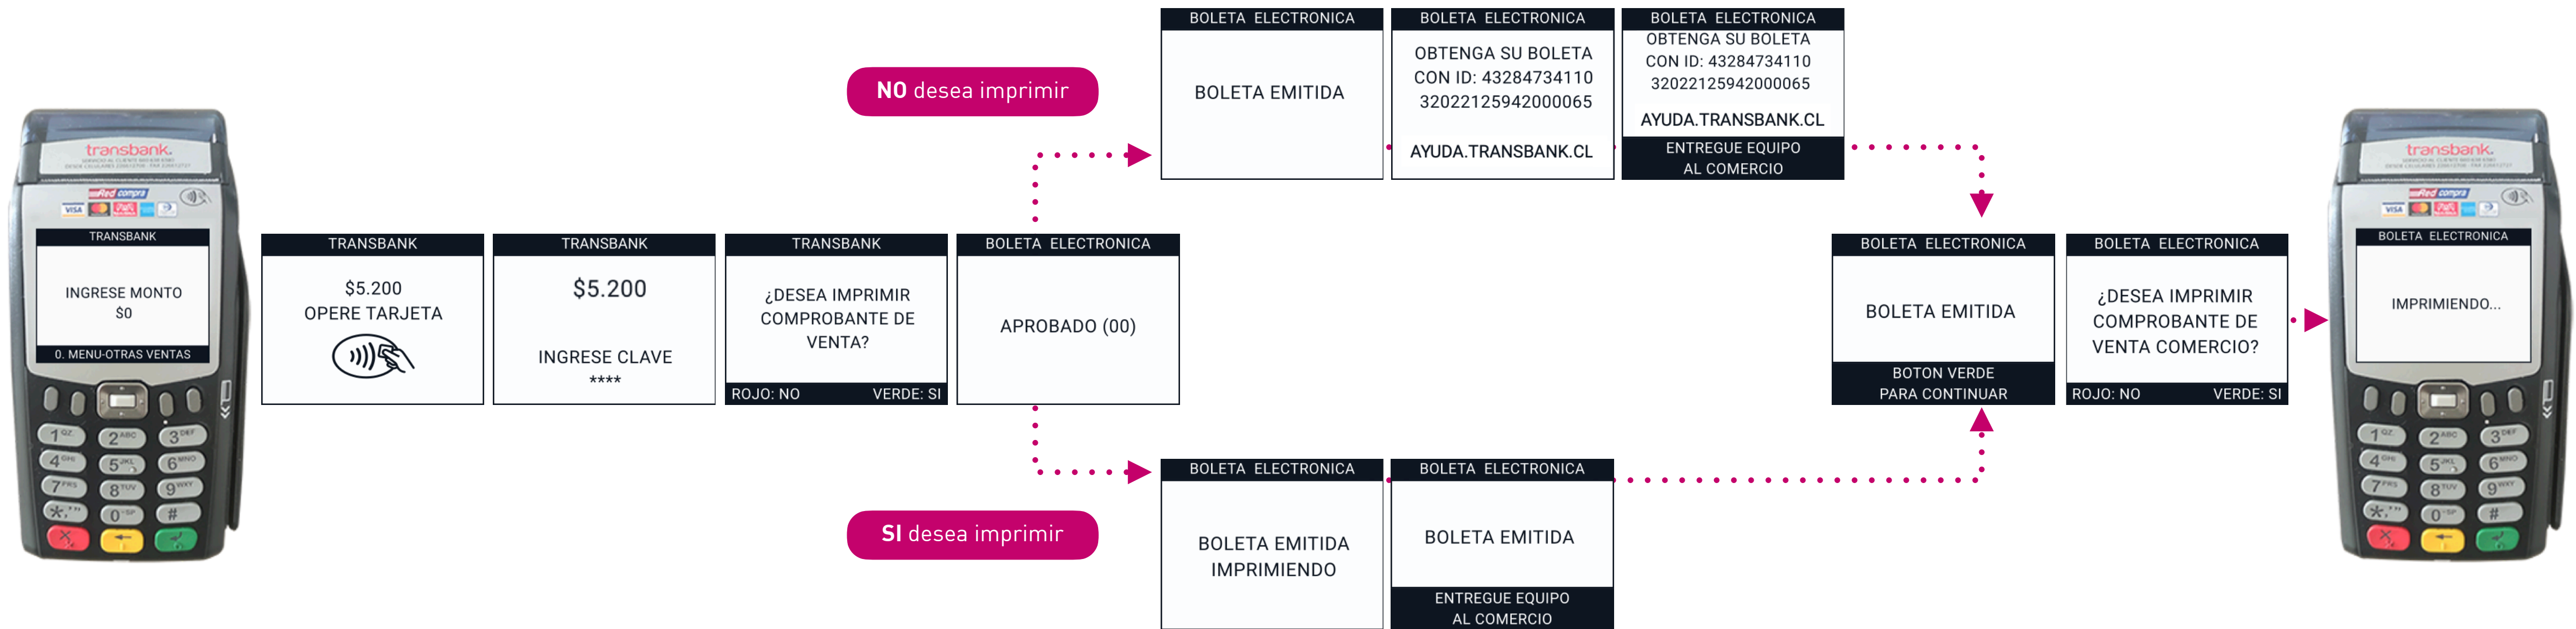 transbank.
TRANSBANK
INGRESE MONTO
$0
0. MENU-OTRAS VENTAS
TRANSBANK
$5.200
OPERE TARJETA
TRANSBANK
$5.200
INGRESE CLAVE
****
TRANSBANK
¿DESEA IMPRIMIR
COMPROBANTE DE
VENTA?
ROJO: NO VERDE: SI
BOLETA ELECTRONICA
APROBADO (00)
NO desea imprimir
BOLETA ELECTRONICA
BOLETA EMITIDA
BOLETA ELECTRONICA
OBTENGA SU BOLETA
CON ID: 43284734110
32022125942000065
AYUDA.TRANSBANK.CL
BOLETA ELECTRONICA
OBTENGA SU BOLETA
CON ID: 43284734110
32022125942000065
AYUDA.TRANSBANK.CL
ENTREGUE EQUIPO
AL COMERCIO
SI desea imprimir
BOLETA ELECTRONICA
BOLETA EMITIDA
IMPRIMIENDO
BOLETA ELECTRONICA
BOLETA EMITIDA
ENTREGUE EQUIPO
AL COMERCIO
BOLETA ELECTRONICA
BOLETA EMITIDA
BOTON VERDE
PARA CONTINUAR
BOLETA ELECTRONICA
¿DESEA IMPRIMIR
COMPROBANTE DE
VENTA COMERCIO?
ROJO: NO VERDE: SI
transbank.
Red compra
VISA
BOLETA ELECTRONICA
IMPRIMIENDO...